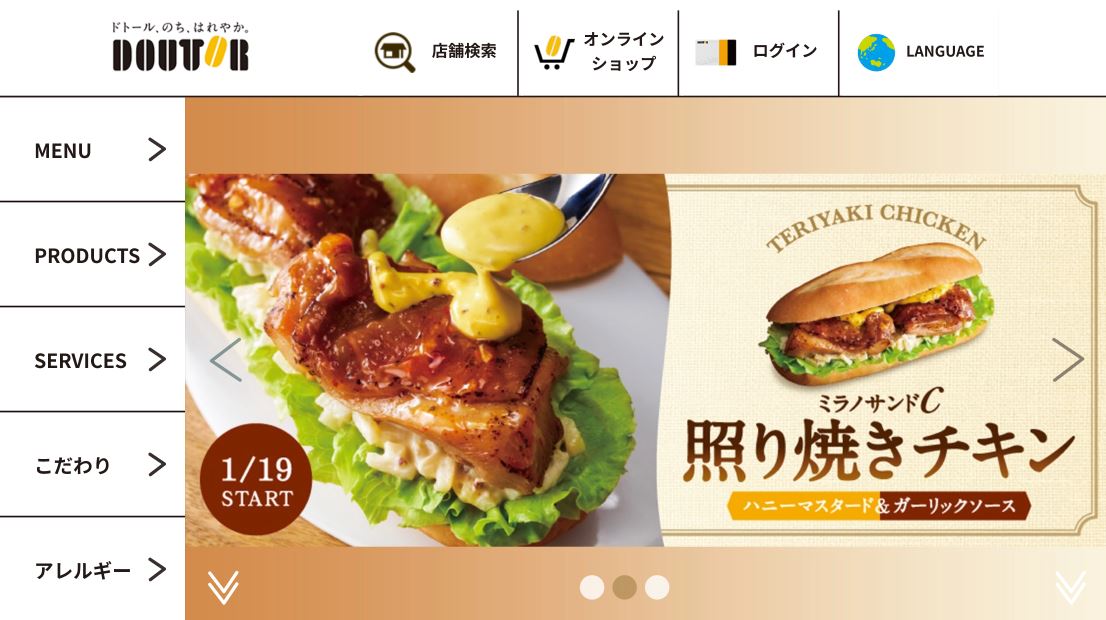 ドトール、のち、はれやか。
DOUTOR
店舗検索
オンライン
ショップ
ログイン
LANGUAGE
MENU
PRODUCTS
SERVICES
こだわり
アレルギー
1/19
START
TERIYAKI CHICKEN
ミラノサンドC
照り焼きチキン
ハニーマスタード&ガーリックソース